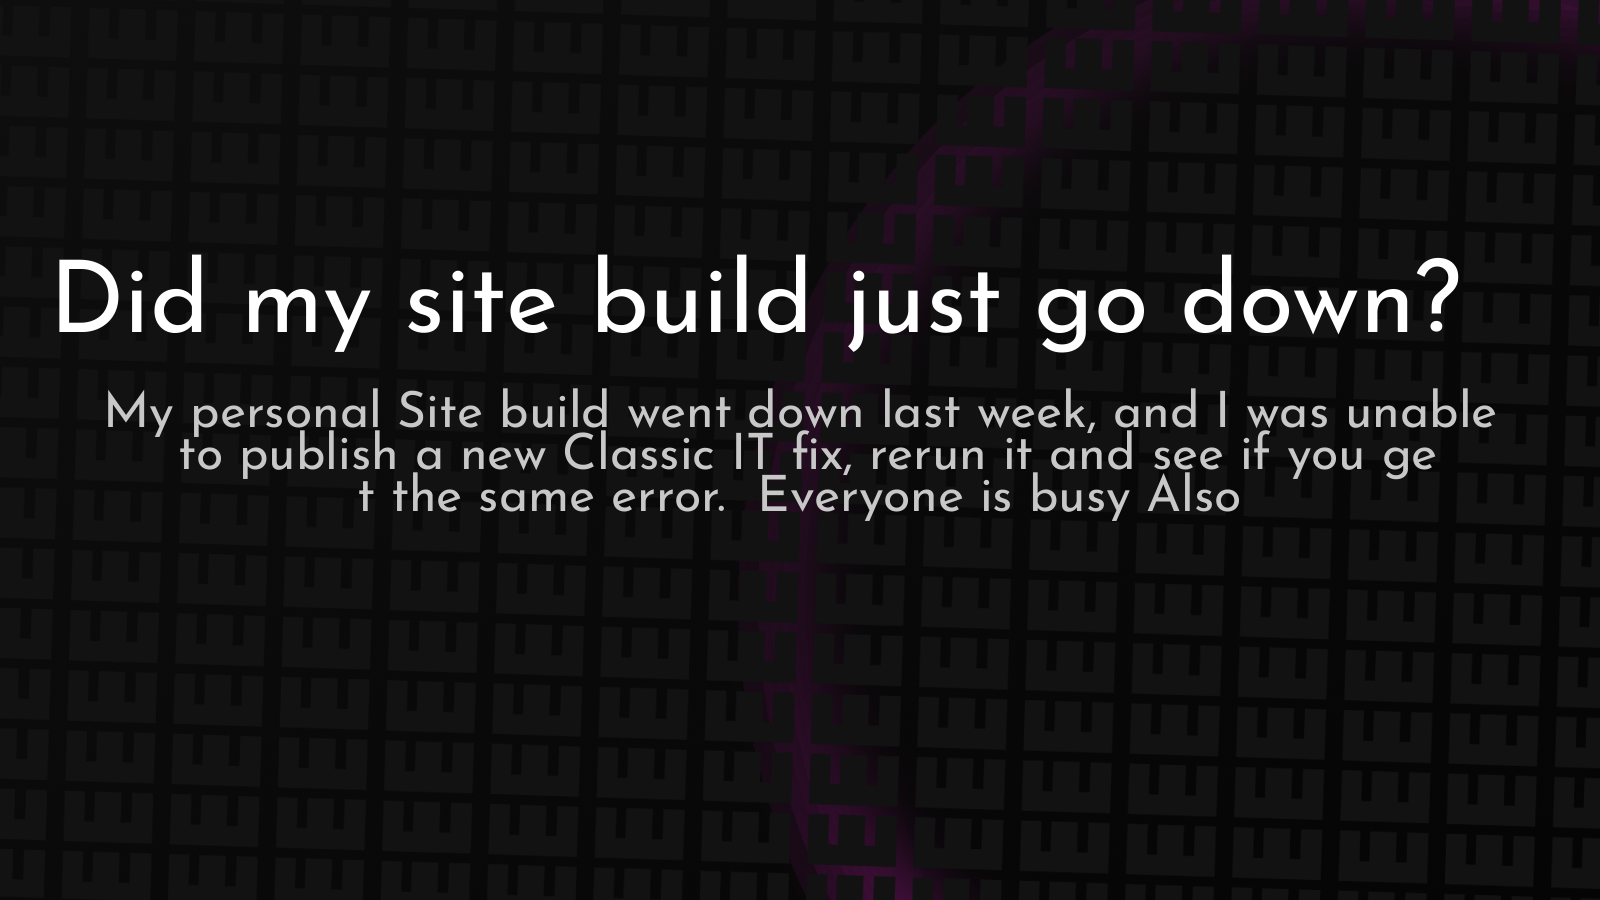 Did my site build just go down?
My personal Site build went down last week, and I was unable
to publish a new Classic IT fix, rerun it and see if you ge
t the same error.  Everyone is busy Also